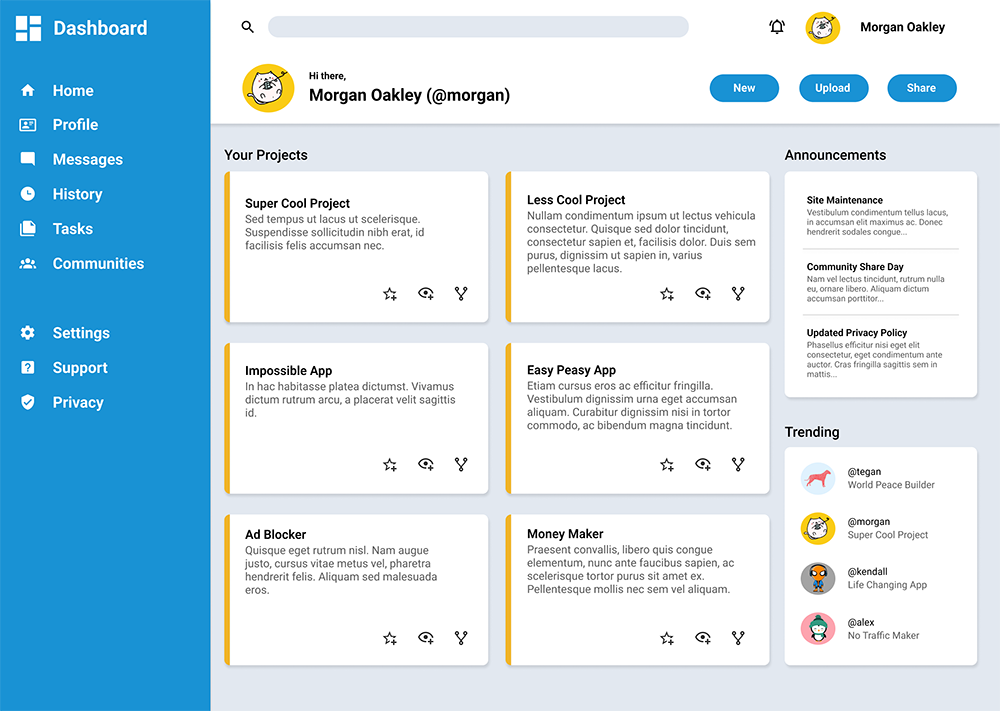 Dashboard
Home
Profile
Messages
History
Tasks
Communities
Settings
Support
Privacy
Morgan Oakley
Hi there,
Morgan Oakley (@morgan)
New
Upload
Share
Your Projects
Super Cool Project
Sed tempus ut lacus ut scelerisque.
Suspendisse sollicitudin nibh erat, id
facilisis felis accumsan nec.
Less Cool Project
Nullam condimentum ipsum ut lectus vehicula
consectetur. Quisque sed dolor tincidunt,
consectetur sapien et, facilisis dolor. Duis sem
purus, dignissim ut sapien in, varius
pellentesque lacus.
Impossible App
In hac habitasse platea dictumst. Vivamus
dictum rutrum arcu, a placerat velit sagittis
id.
Easy Peasy App
Etiam cursus eros ac efficitur fringilla.
Vestibulum dignissim urna eget accumsan
aliquam. Curabitur dignissim nisi in tortor
commodo, ac bibendum magna tincidunt.
Ad Blocker
Quisque eget rutrum nisl. Nam augue
justo, cursus vitae metus vel, pharetra
hendrerit felis. Aliquam sed malesuada
eros.
Money Maker
Praesent convallis, libero quis congue
elementum, nunc ante faucibus sapien, ac
scelerisque tortor purus sit amet ex.
Pellentesque mollis nec sem vel aliquam.
Announcements
Site Maintenance
Vestibulum condimentum tellus lacus,
in accumsan elit maximus ac. Donec
hendrerit sodales congue...
Community Share Day
Nam vel lectus tincidunt, rutrum nulla
eu, ornare libero. Aliquam dictum
accumsan porttitor...
Updated Privacy Policy
Phasellus efficitur nisi eget elit
consectetur, eget condimentum ante
auctor. Cras fringilla sagittis sem in
mattis...
Trending
@tegan
World Peace Builder
@morgan
Super Cool Project
@kendall
Life Changing App
@alex
No Traffic Maker